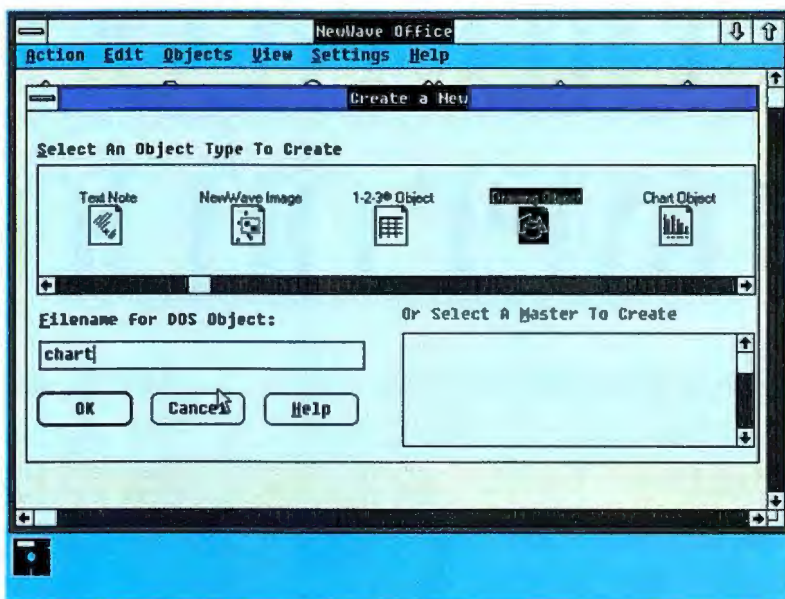 NewWave Office
Action Edit Objects View Settings Help
Create a New
Select An Object Type To Create
Text Note NewWave Image 1-2-3® Object Drawing Object Chart Object
Filename for DOS Object:
Or Select A Master To Create
chart
OK Cancel Help